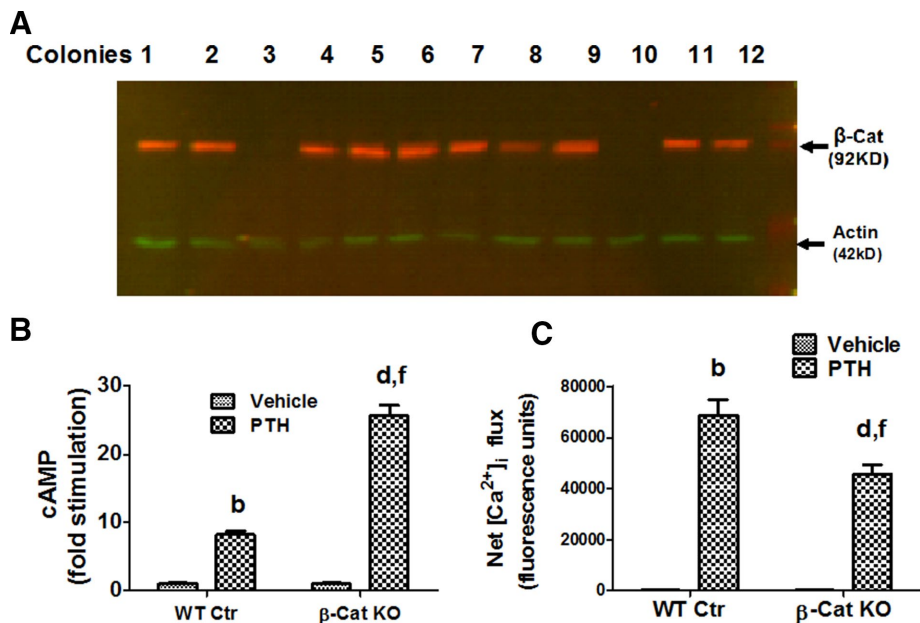 A
Colonies 1 2 3 4 5 6 7 8 9 10 11 12
β-Cat
(92KD)
Actin
(42kD)
B
cAMP
(fold stimulation)
30
20
10
0
Vehicle
PTH
b
d,f
WT Ctr
β-Cat KO
C
Net [Ca²⁺]ᵢ flux
(fluorescence units)
80000
60000
40000
20000
0
Vehicle
PTH
b
d,f
WT Ctr
β-Cat KO